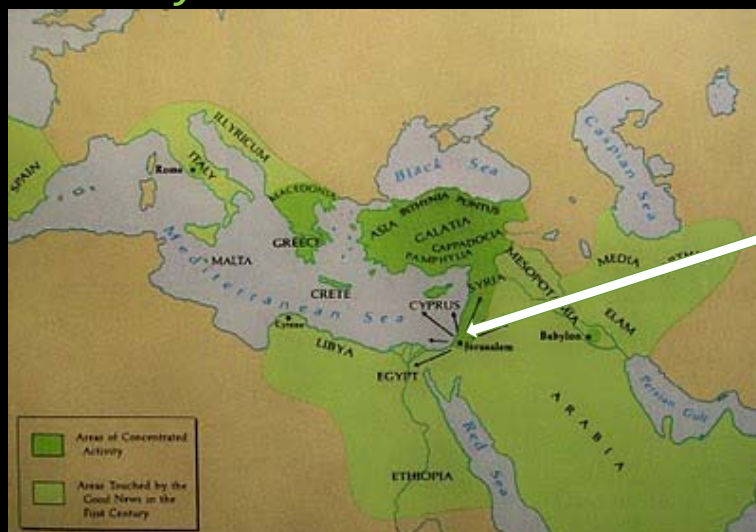 SPAIN
ITALY
Rome
ILLYRICUM
MACEDONIA
GREECE
MALTA
CRETE
Mediterranean Sea
Black Sea
Caspian Sea
ASIA
BITHYNIA
PONTUS
GALATIA
CAPPADOCIA
PAMPHYLIA
CYPRUS
SYRIA
MESOPOTAMIA
MEDIA
ELAM
Babylon
Jerusalem
Cyrene
LIBYA
EGYPT
ETHIOPIA
ARABIA
Red Sea
Persian Gulf
Areas of Concentrated
Activity
Areas Touched by the
Good News in the
First Century